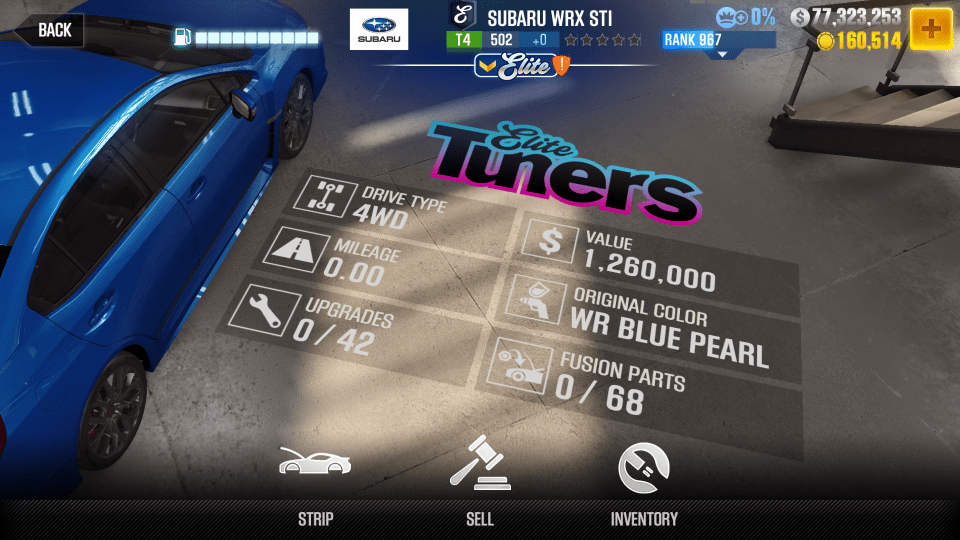 BACK
SUBARU
SUBARU WRX STI
T4 502 +0
Elite
0%
RANK 967
77,323,253
160,514
Elite
Tuners
DRIVE TYPE
4WD
MILEAGE
0.00
UPGRADES
0 / 42
VALUE
1,260,000
ORIGINAL COLOR
WR BLUE PEARL
FUSION PARTS
0 / 68
STRIP
SELL
INVENTORY